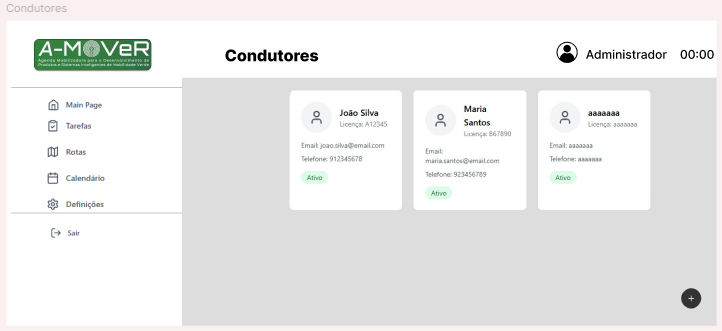 Condutores
A-MoVeR
Agenda Mobilizadora para o Desenvolvimento de
Produtos e Sistemas Inteligentes de Mobilidade Verde
Condutores
Administrador 00:00
Main Page
Tarefas
Rotas
Calendário
Definições
Sair
João Silva
Licença: A12345
Email: joao.silva@email.com
Telefone: 912345678
Ativo
Maria
Santos
Licença: B67890
Email:
maria.santos@email.com
Telefone: 923456789
Ativo
aaaaaaa
Licença: aaaaaaa
Email: aaaaaaa
Telefone: aaaaaaa
Ativo
+